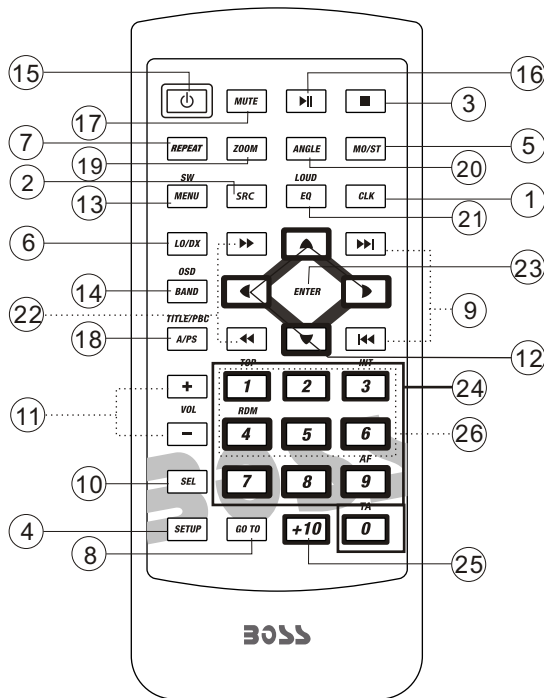 15 16
MUTE
17 3
7 REPEAT ZOOM ANGLE MO/ST 5
19 20
2 SW LOUD
13 MENU SRC EQ CLK 1
21
6 LO/DX
OSD 23
14 BAND ENTER
22 9
TITLE/PBC
18 A/PS
12
TOP INT
+ 1 2 3 24
11 VOL RDM
- 4 5 6 26
AF
10 SEL 7 8 9
BOSS
TA
4 SETUP GO TO +10 0
8 25
BOSS